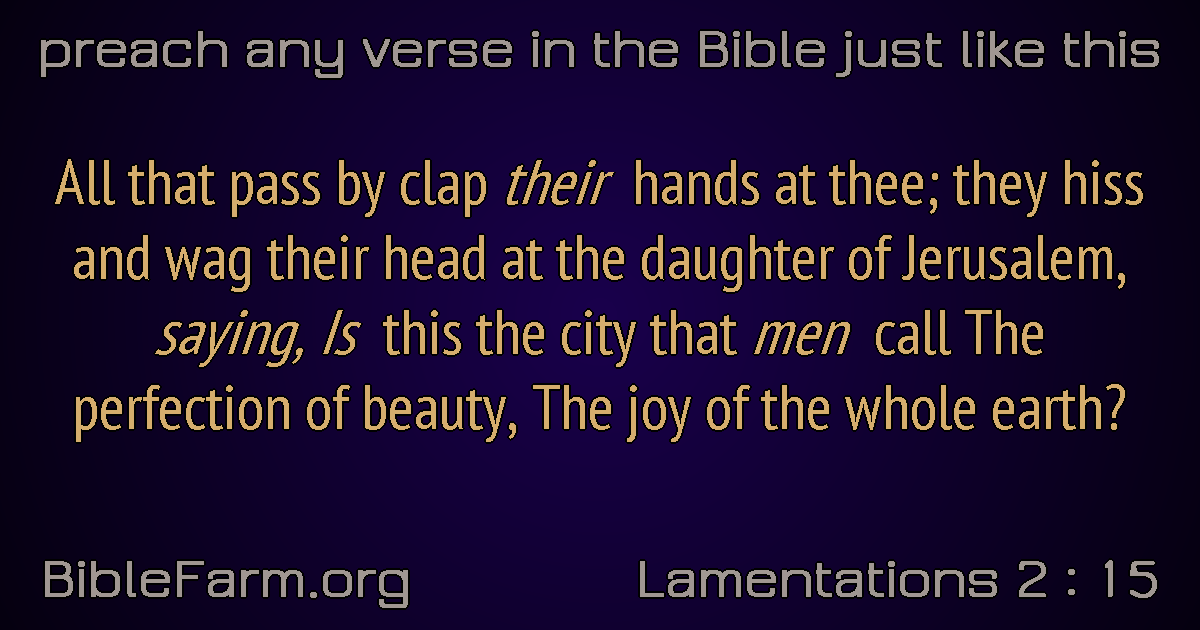 preach any verse in the Bible just like this
All that pass by clap their hands at thee; they hiss
and wag their head at the daughter of Jerusalem,
saying, Is this the city that men call The
perfection of beauty, The joy of the whole earth?
BibleFarm.org
Lamentations 2 : 15